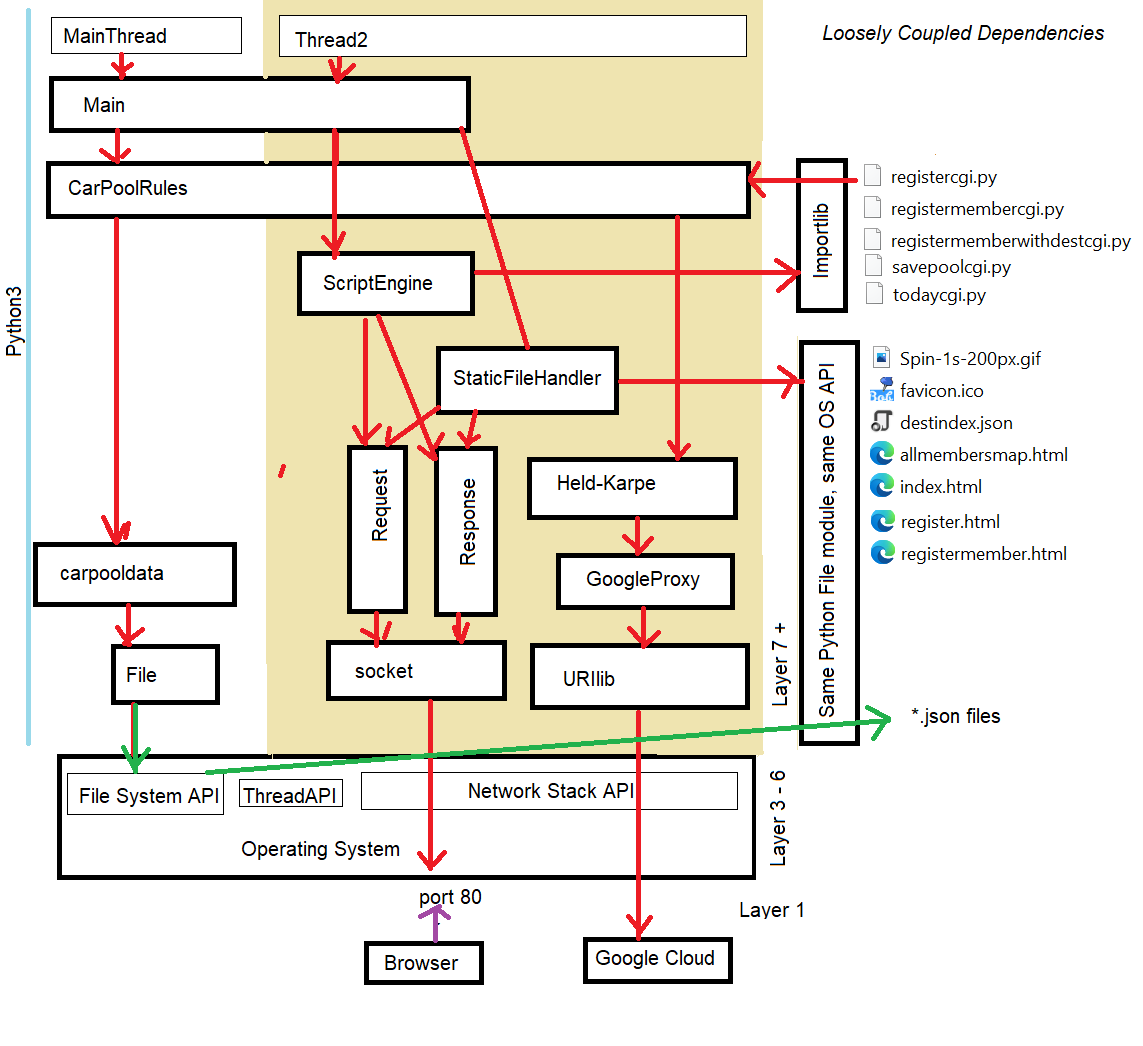 MainThread
Thread2
Loosely Coupled Dependencies
Main
CarPoolRules
registercgi.py
registermembercgi.py
registermemberwithdestcgi.py
savepoolcgi.py
todaycgi.py
Importlib
Python3
ScriptEngine
StaticFileHandler
Spin-1s-200px.gif
favicon.ico
destindex.json
allmembersmap.html
index.html
register.html
registermember.html
Same Python File module, same OS API
Request
Response
Held-Karpe
GoogleProxy
carpooldata
File
socket
URIlib
Layer 7 +
*.json files
File System API
ThreadAPI
Network Stack API
Operating System
Layer 3 - 6
port 80
Layer 1
Browser
Google Cloud